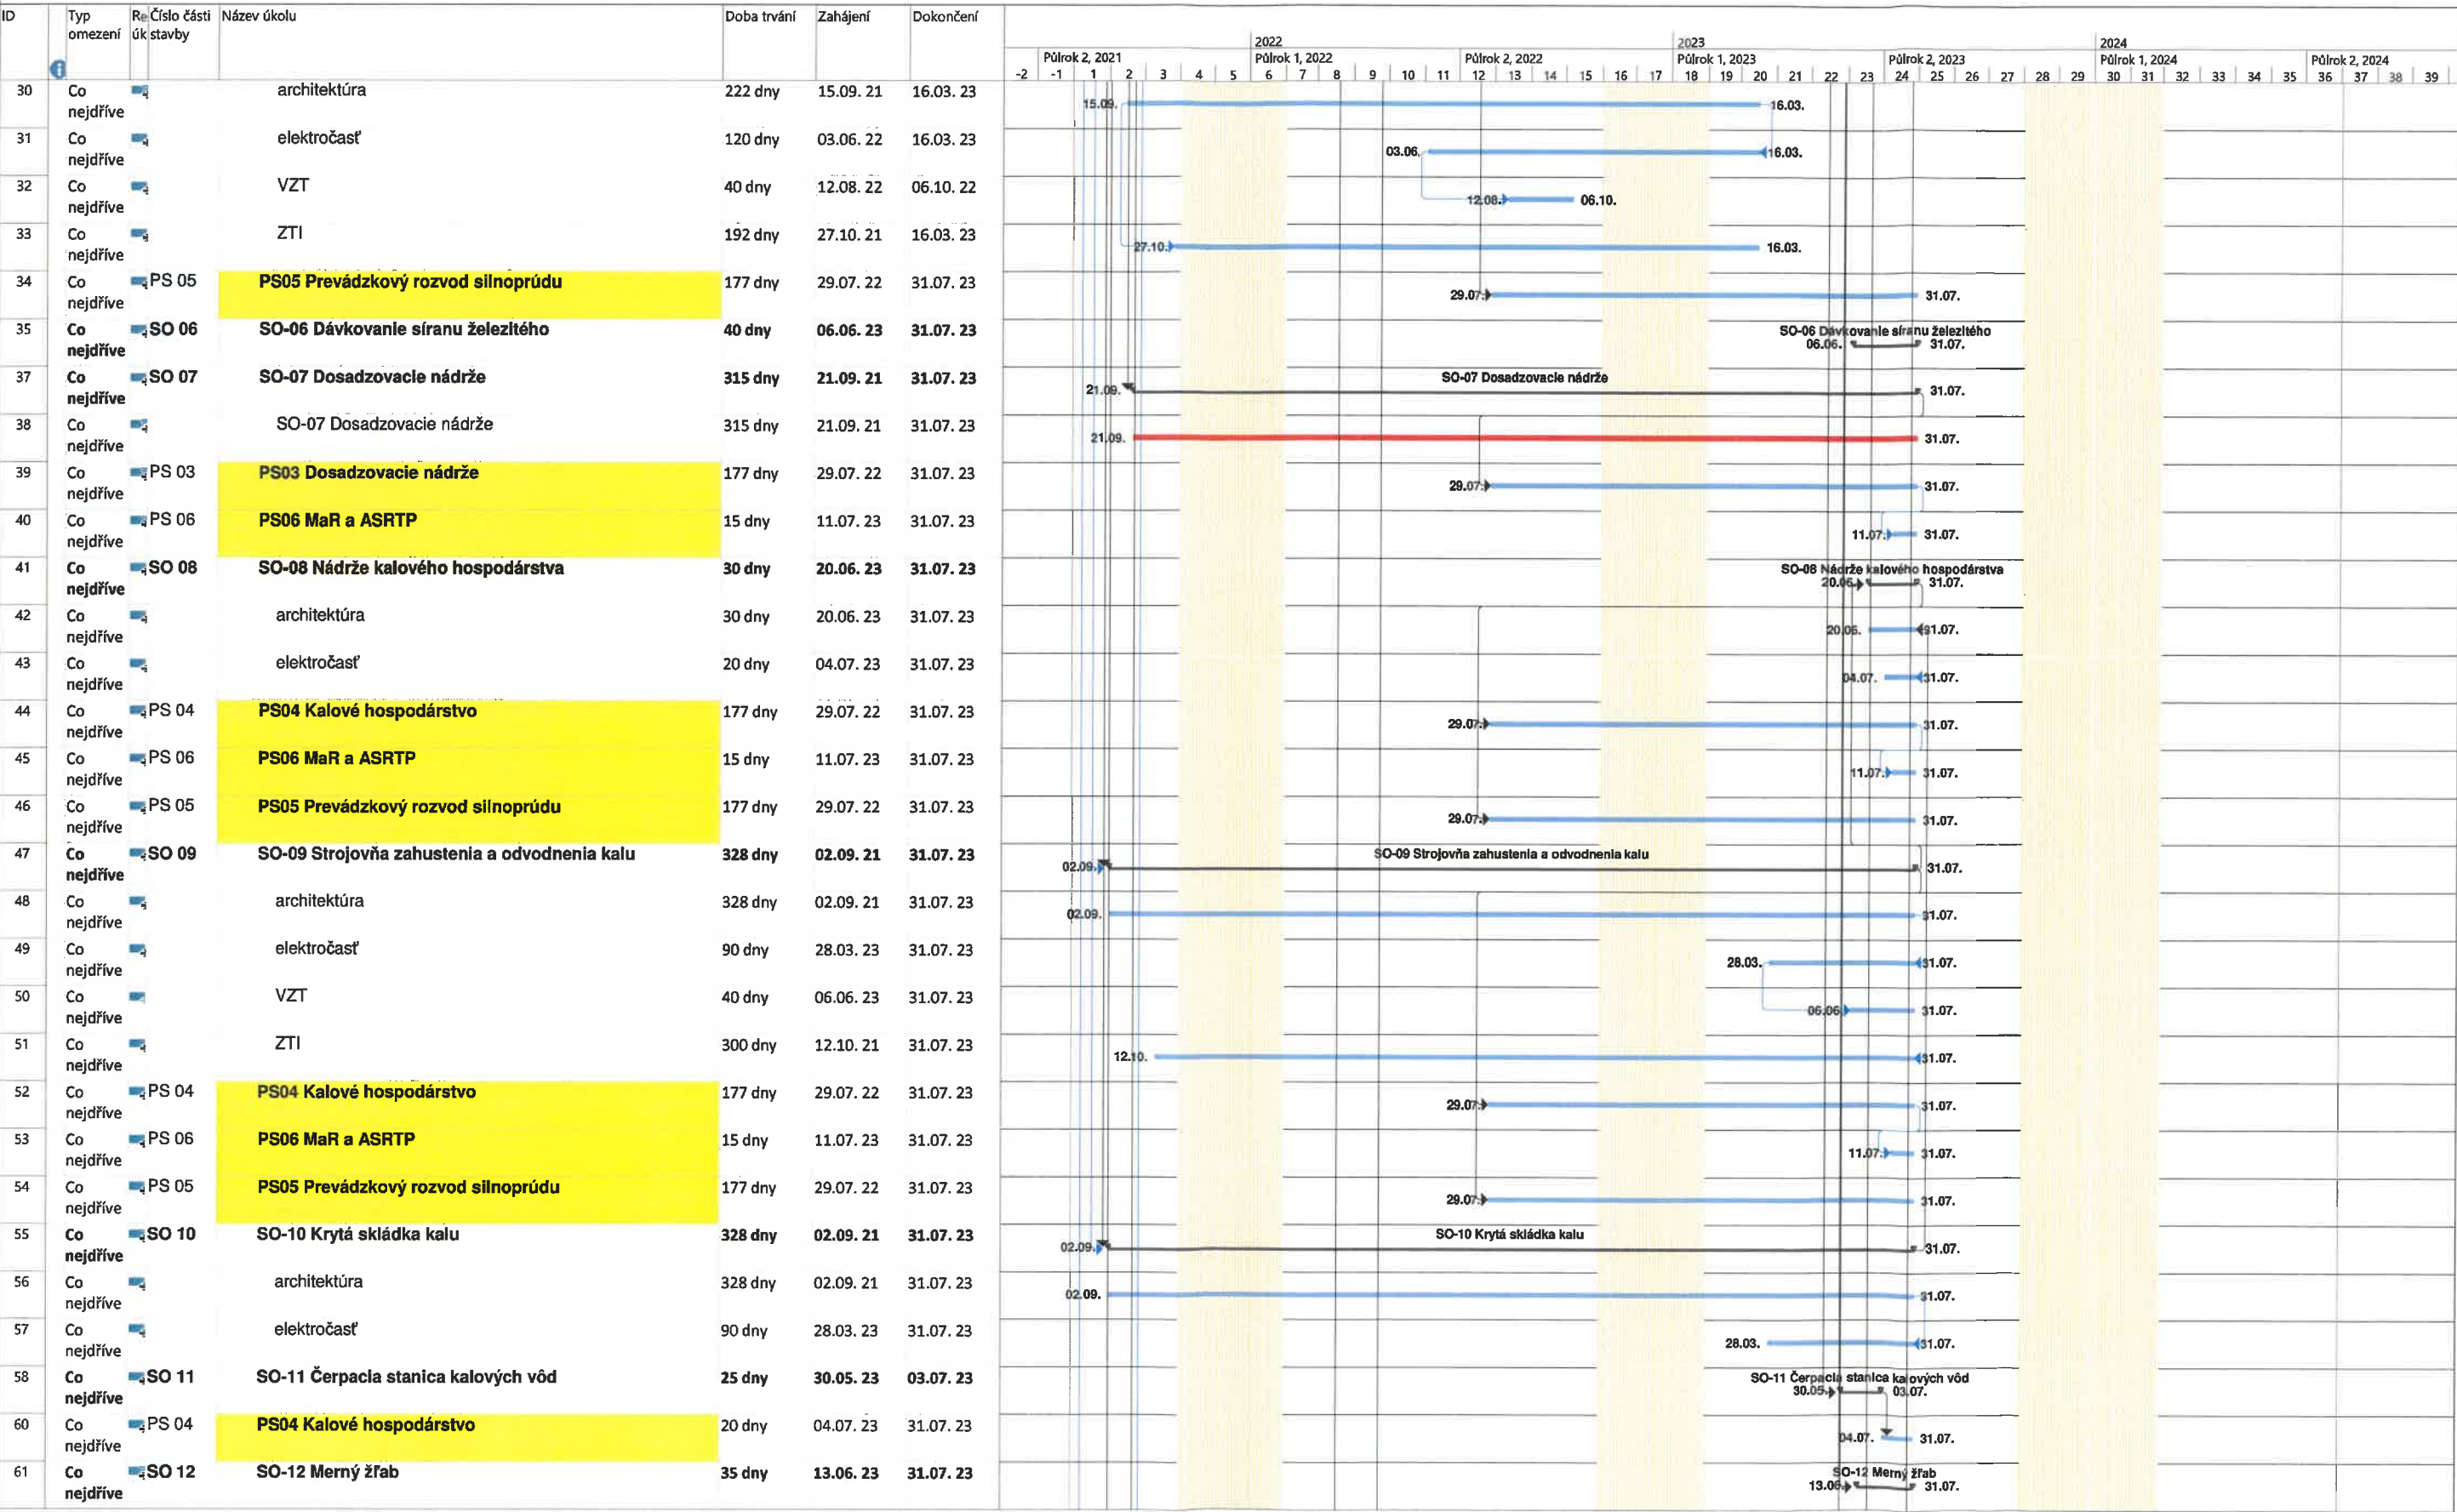 ID Typ omezení Re úk Číslo části stavby Název úkolu Doba trvání Zahájení Dokončení
2022 2023 2024
Půlrok 2, 2021 Půlrok 1, 2022 Půlrok 2, 2022 Půlrok 1, 2023 Půlrok 2, 2023 Půlrok 1, 2024 Půlrok 2, 2024
-2 -1 1 2 3 4 5 6 7 8 9 10 11 12 13 14 15 16 17 18 19 20 21 22 23 24 25 26 27 28 29 30 31 32 33 34 35 36 37 38 39
30 Co nejdříve architektúra 222 dny 15.09. 21 16.03. 23 15.09. 16.03.
31 Co nejdříve elektročasť 120 dny 03.06. 22 16.03. 23 03.06. 16.03.
32 Co nejdříve VZT 40 dny 12.08. 22 06.10. 22 12.08. 06.10.
33 Co nejdříve ZTI 192 dny 27.10. 21 16.03. 23 27.10. 16.03.
34 Co nejdříve PS 05 PS05 Prevádzkový rozvod silnoprúdu 177 dny 29.07. 22 31.07. 23 29.07. 31.07.
35 Co nejdříve SO 06 SO-06 Dávkovanie síranu železitého 40 dny 06.06. 23 31.07. 23 SO-06 Dávkovanie síranu železitého 06.06. 31.07.
37 Co nejdříve SO 07 SO-07 Dosadzovacie nádrže 315 dny 21.09. 21 31.07. 23 SO-07 Dosadzovacie nádrže 21.09. 31.07.
38 Co nejdříve SO-07 Dosadzovacie nádrže 315 dny 21.09. 21 31.07. 23 21.09. 31.07.
39 Co nejdříve PS 03 PS03 Dosadzovacie nádrže 177 dny 29.07. 22 31.07. 23 29.07. 31.07.
40 Co nejdříve PS 06 PS06 MaR a ASRTP 15 dny 11.07. 23 31.07. 23 11.07. 31.07.
41 Co nejdříve SO 08 SO-08 Nádrže kalového hospodárstva 30 dny 20.06. 23 31.07. 23 SO-08 Nádrže kalového hospodárstva 20.06. 31.07.
42 Co nejdříve architektúra 30 dny 20.06. 23 31.07. 23 20.06. 31.07.
43 Co nejdříve elektročasť 20 dny 04.07. 23 31.07. 23 04.07. 31.07.
44 Co nejdříve PS 04 PS04 Kalové hospodárstvo 177 dny 29.07. 22 31.07. 23 29.07. 31.07.
45 Co nejdříve PS 06 PS06 MaR a ASRTP 15 dny 11.07. 23 31.07. 23 11.07. 31.07.
46 Co nejdříve PS 05 PS05 Prevádzkový rozvod silnoprúdu 177 dny 29.07. 22 31.07. 23 29.07. 31.07.
47 Co nejdříve SO 09 SO-09 Strojovňa zahustenia a odvodnenia kalu 328 dny 02.09. 21 31.07. 23 SO-09 Strojovňa zahustenia a odvodnenia kalu 02.09. 31.07.
48 Co nejdříve architektúra 328 dny 02.09. 21 31.07. 23 02.09. 31.07.
49 Co nejdříve elektročasť 90 dny 28.03. 23 31.07. 23 28.03. 31.07.
50 Co nejdříve VZT 40 dny 06.06. 23 31.07. 23 06.06. 31.07.
51 Co nejdříve ZTI 300 dny 12.10. 21 31.07. 23 12.10. 31.07.
52 Co nejdříve PS 04 PS04 Kalové hospodárstvo 177 dny 29.07. 22 31.07. 23 29.07. 31.07.
53 Co nejdříve PS 06 PS06 MaR a ASRTP 15 dny 11.07. 23 31.07. 23 11.07. 31.07.
54 Co nejdříve PS 05 PS05 Prevádzkový rozvod silnoprúdu 177 dny 29.07. 22 31.07. 23 29.07. 31.07.
55 Co nejdříve SO 10 SO-10 Krytá skládka kalu 328 dny 02.09. 21 31.07. 23 SO-10 Krytá skládka kalu 02.09. 31.07.
56 Co nejdříve architektúra 328 dny 02.09. 21 31.07. 23 02.09. 31.07.
57 Co nejdříve elektročasť 90 dny 28.03. 23 31.07. 23 28.03. 31.07.
58 Co nejdříve SO 11 SO-11 Čerpacia stanica kalových vôd 25 dny 30.05. 23 03.07. 23 SO-11 Čerpacia stanica kalových vôd 30.05. 03.07.
60 Co nejdříve PS 04 PS04 Kalové hospodárstvo 20 dny 04.07. 23 31.07. 23 04.07. 31.07.
61 Co nejdříve SO 12 SO-12 Merný žľab 35 dny 13.06. 23 31.07. 23 SO-12 Merný žľab 13.06. 31.07.